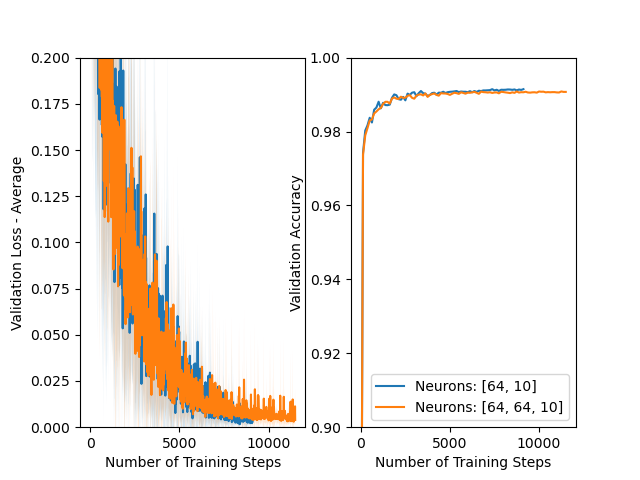 0.200
0.175
0.150
0.125
0.100
0.075
0.050
0.025
0.000
Validation Loss - Average
0 5000 10000
Number of Training Steps
1.00
0.98
0.96
0.94
0.92
0.90
Validation Accuracy
Neurons: [64, 10]
Neurons: [64, 64, 10]
0 5000 10000
Number of Training Steps